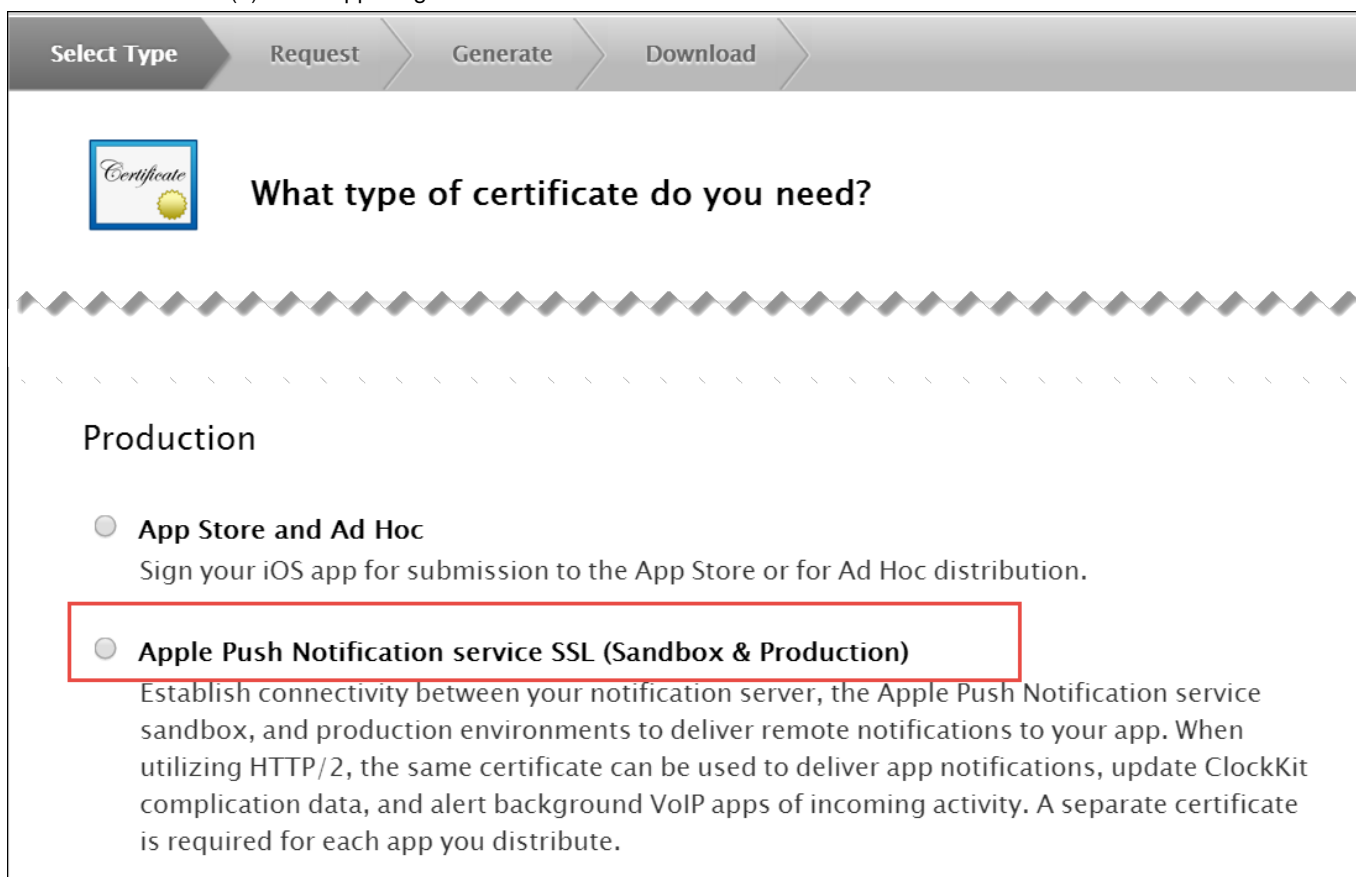 Select Type Request Generate Download
Certificate
What type of certificate do you need?
Production
App Store and Ad Hoc
Sign your iOS app for submission to the App Store or for Ad Hoc distribution.
Apple Push Notification service SSL (Sandbox & Production)
Establish connectivity between your notification server, the Apple Push Notification service
sandbox, and production environments to deliver remote notifications to your app. When
utilizing HTTP/2, the same certificate can be used to deliver app notifications, update ClockKit
complication data, and alert background VoIP apps of incoming activity. A separate certificate
is required for each app you distribute.